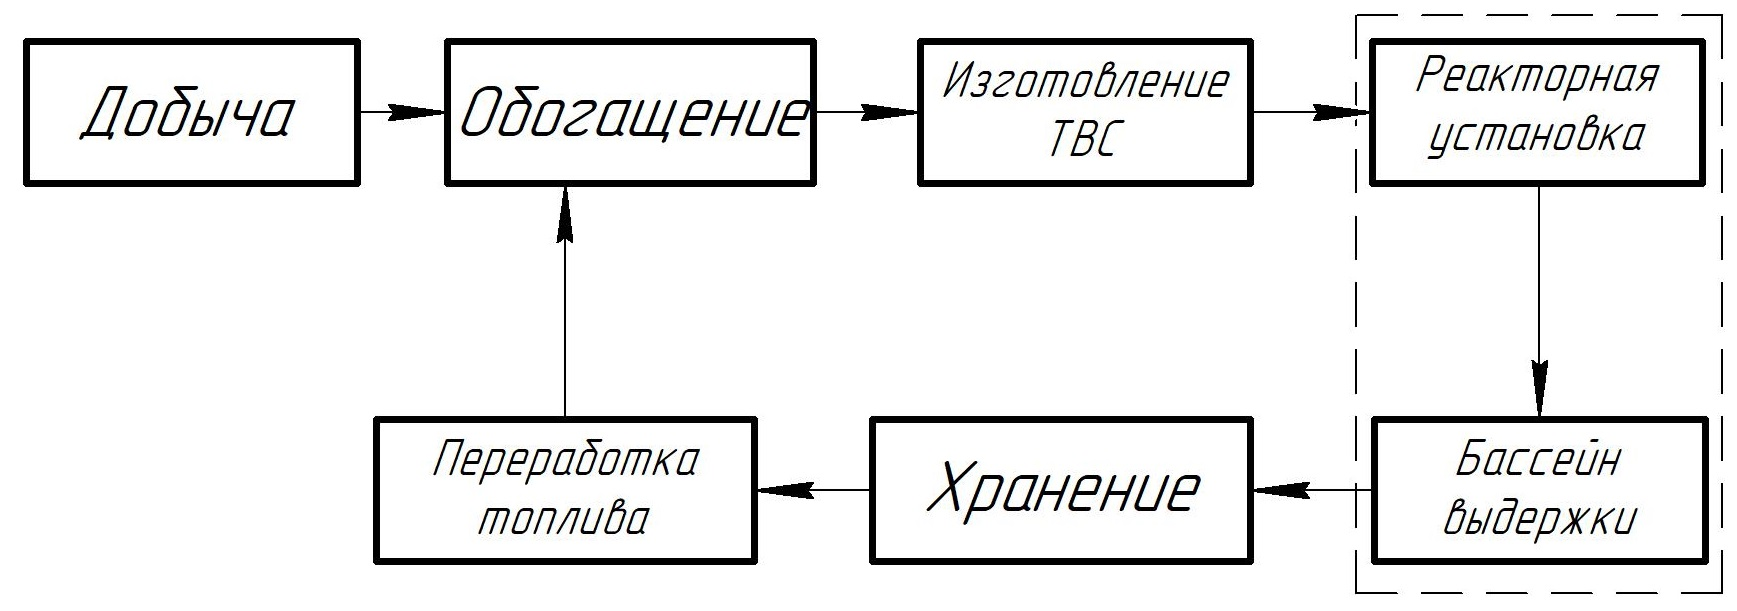 Добыча
Обогащение
Изготовление
ТВС
Реакторная
установка
Переработка
топлива
Хранение
Бассейн
выдержки